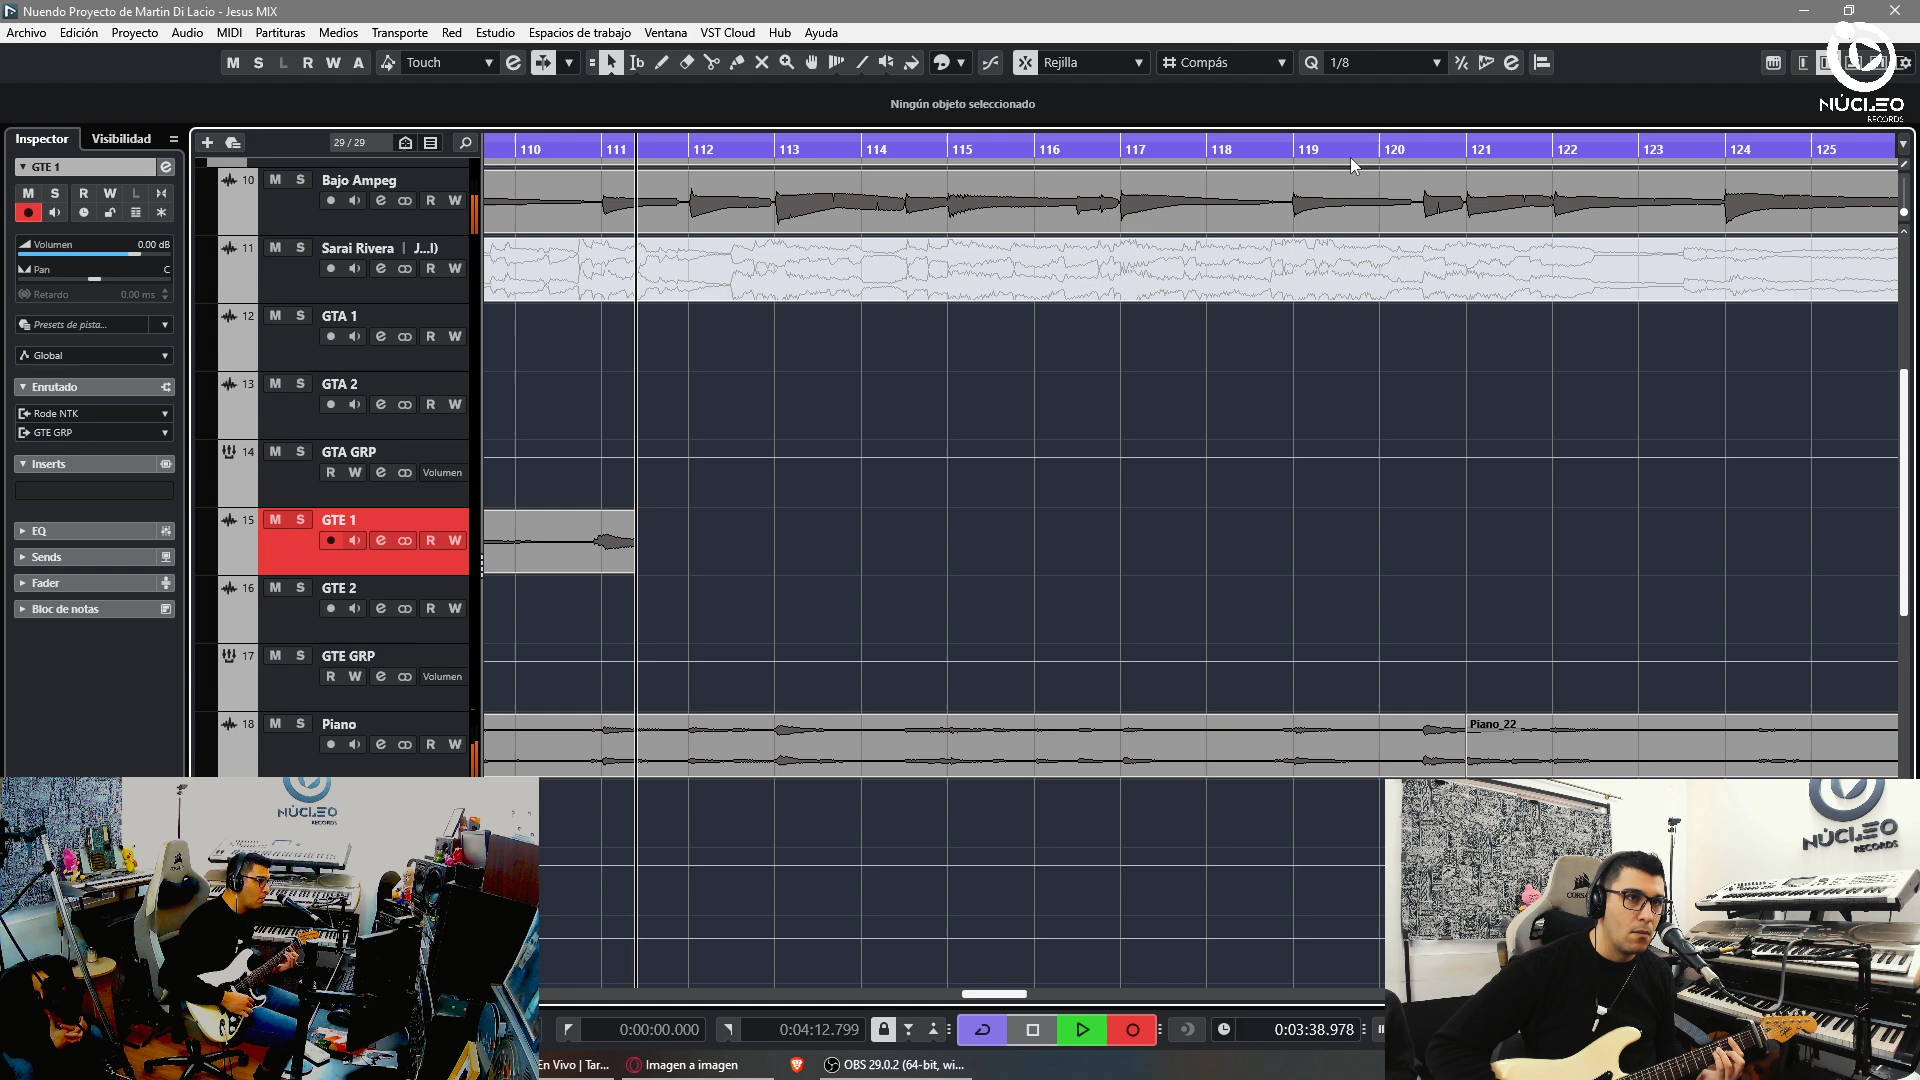 Nuendo Proyecto de Martin Di Lacio - Jesus MIX
Archivo Edición Proyecto Audio MIDI Partituras Medios Transporte Red Estudio Espacios de trabajo Ventana VST Cloud Hub Ayuda
M S L R W A Touch Rejilla Compás Q 1/8
NÚCLEO
RECORDS
Ningún objeto seleccionado
Inspector Visibilidad 29 / 29
110 111 112 113 114 115 116 117 118 119 120 121 122 123 124 125
GTE 1
M S R W L
Volumen 0.00 dB
Pan C
Retardo 0.00 ms
Presets de pista...
Global
Enrutado
Rode NTK
GTE GRP
Inserts
EQ
Sends
Fader
Bloc de notas
10 M S Bajo Ampeg
R W
11 M S Sarai Rivera | J...l)
R W
12 M S GTA 1
R W
13 M S GTA 2
R W
14 M S GTA GRP
R W Volumen
15 M S GTE 1
R W
16 M S GTE 2
R W
17 M S GTE GRP
R W Volumen
18 M S Piano
R W
Piano_22
NÚCLEO
RECORDS
NÚCLEO
RECORDS
0:00:00.000 0:04:12.799 0:03:38.978
En Vivo | Tar... Imagen a imagen OBS 29.0.2 (64-bit, wi...